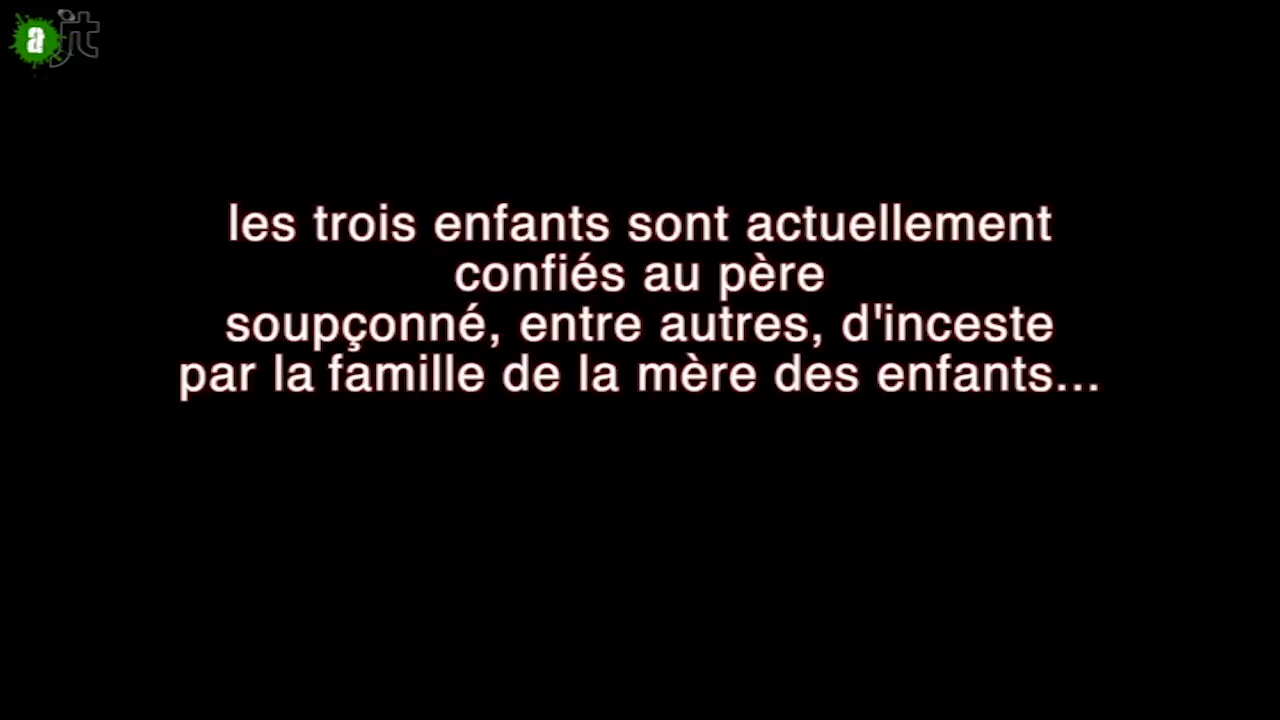 a jt
les trois enfants sont actuellement
confiés au père
soupçonné, entre autres, d'inceste
par la famille de la mère des enfants...